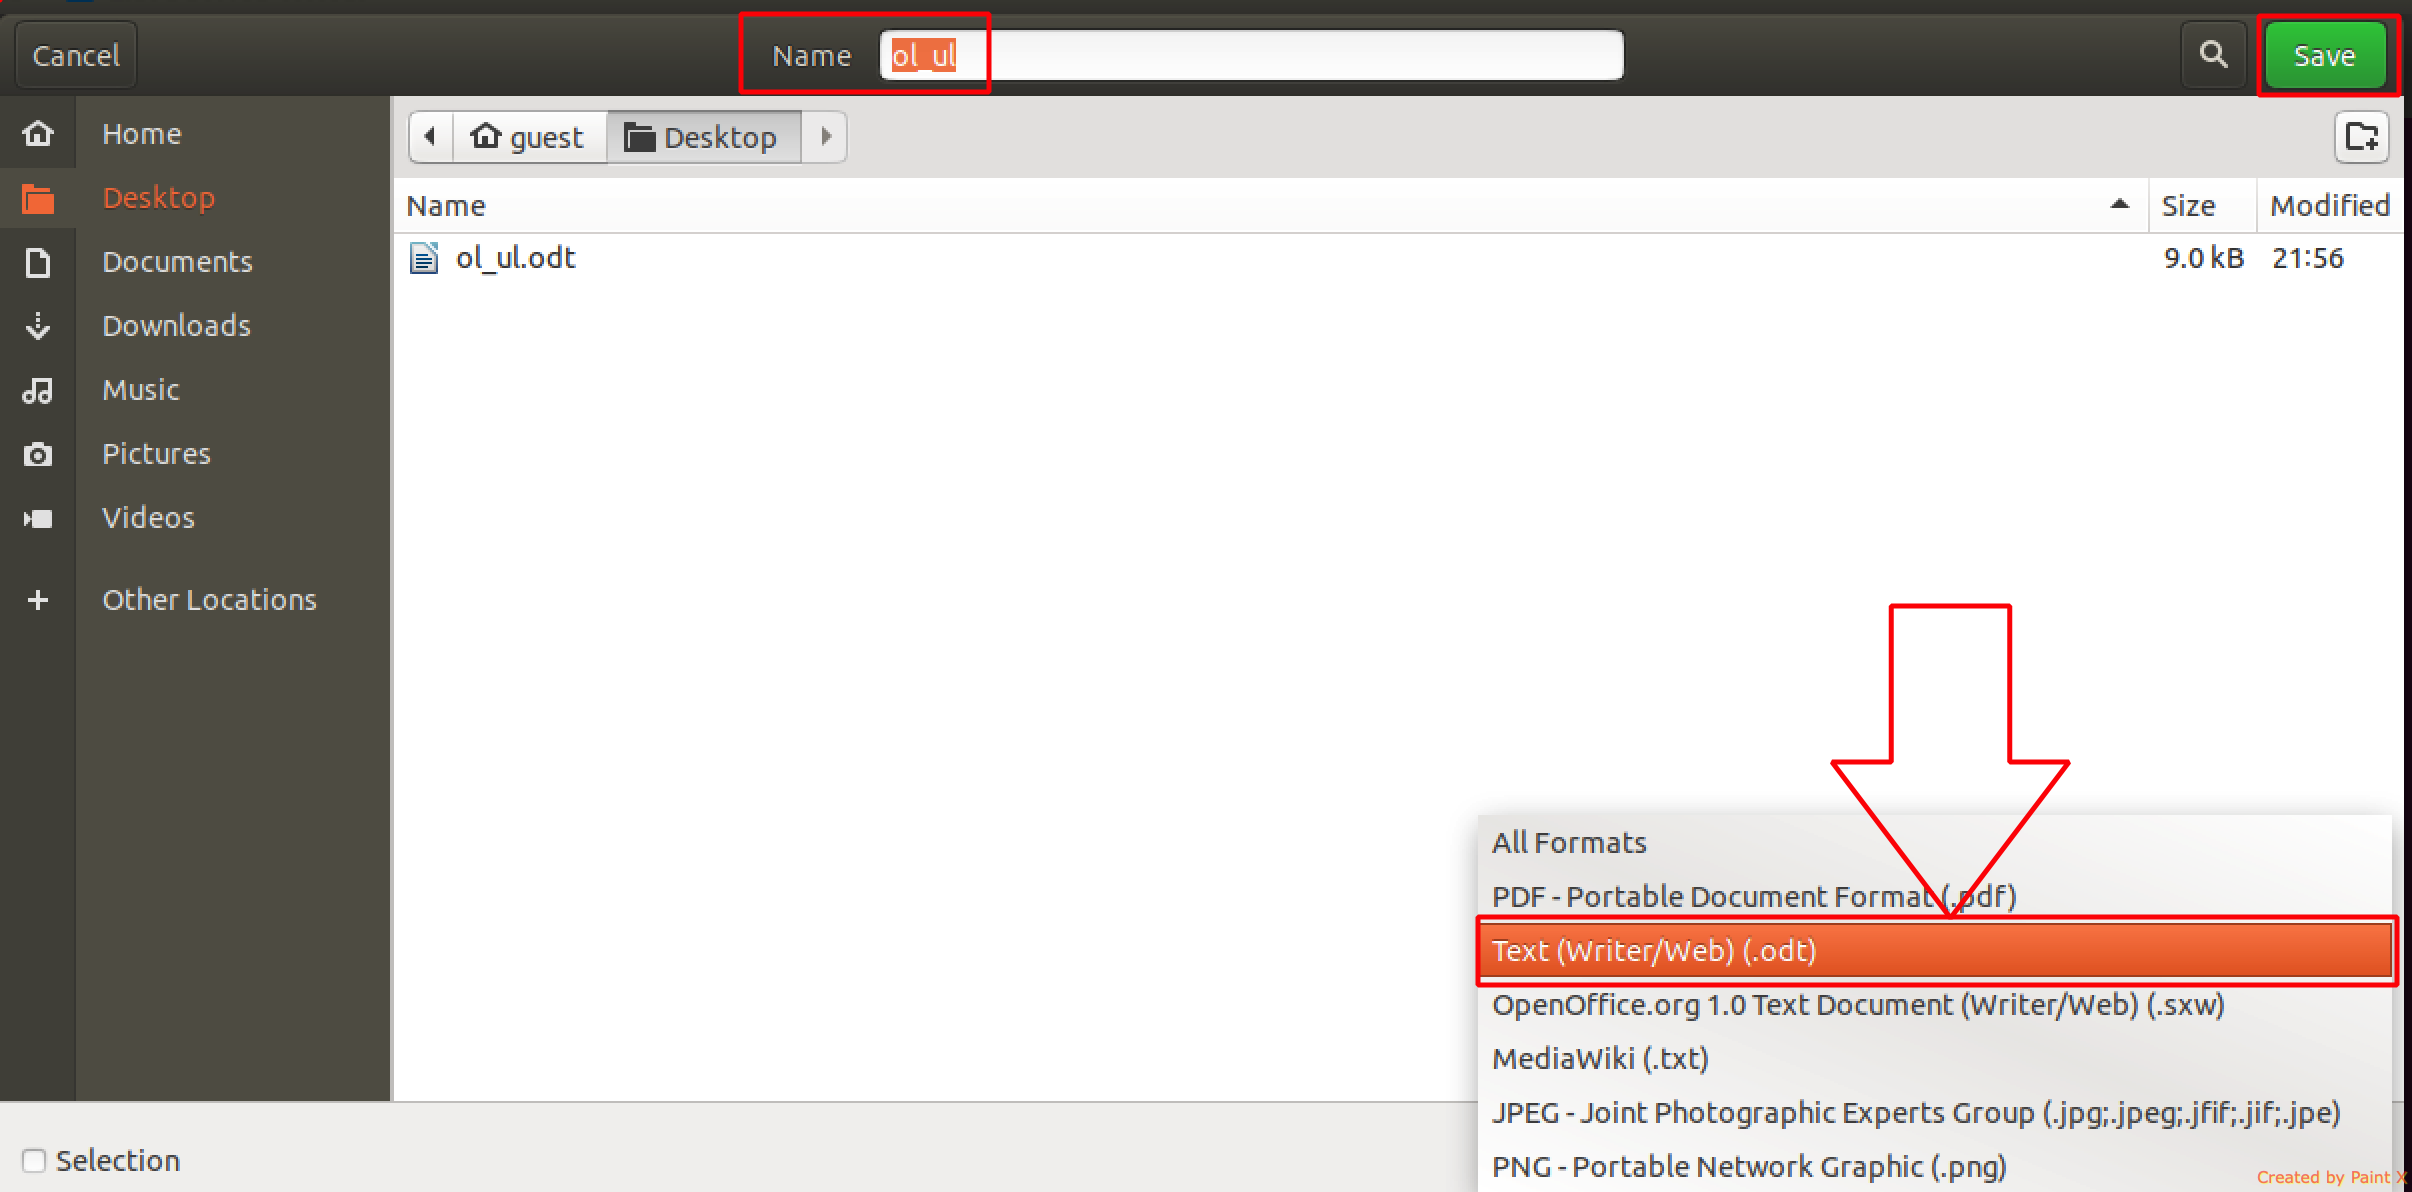 Cancel
Name ol_ul
Save
Home
Desktop
Documents
Downloads
Music
Pictures
Videos
Other Locations
guest Desktop
Name Size Modified
ol_ul.odt 9.0 kB 21:56
All Formats
PDF - Portable Document Format (.pdf)
Text (Writer/Web) (.odt)
OpenOffice.org 1.0 Text Document (Writer/Web) (.sxw)
MediaWiki (.txt)
JPEG - Joint Photographic Experts Group (.jpg;.jpeg;.jfif;.jif;.jpe)
PNG - Portable Network Graphic (.png)
Selection
Created by Paint X